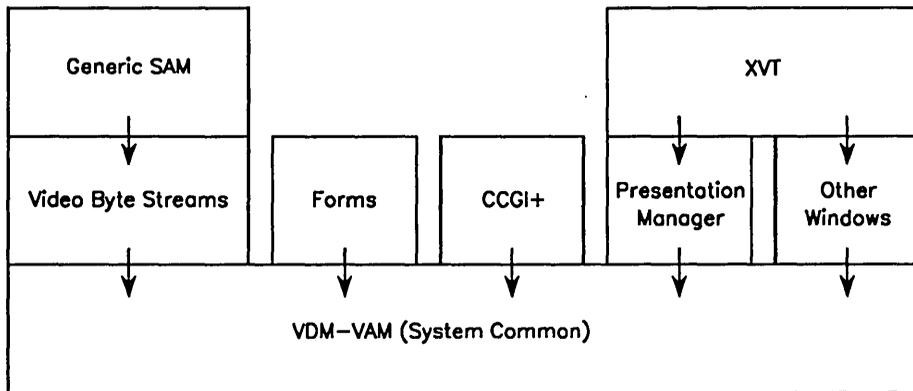 Generic SAM
XVT
Video Byte Streams
Forms
CCGI+
Presentation
Manager
Other
Windows
VDM-VAM (System Common)